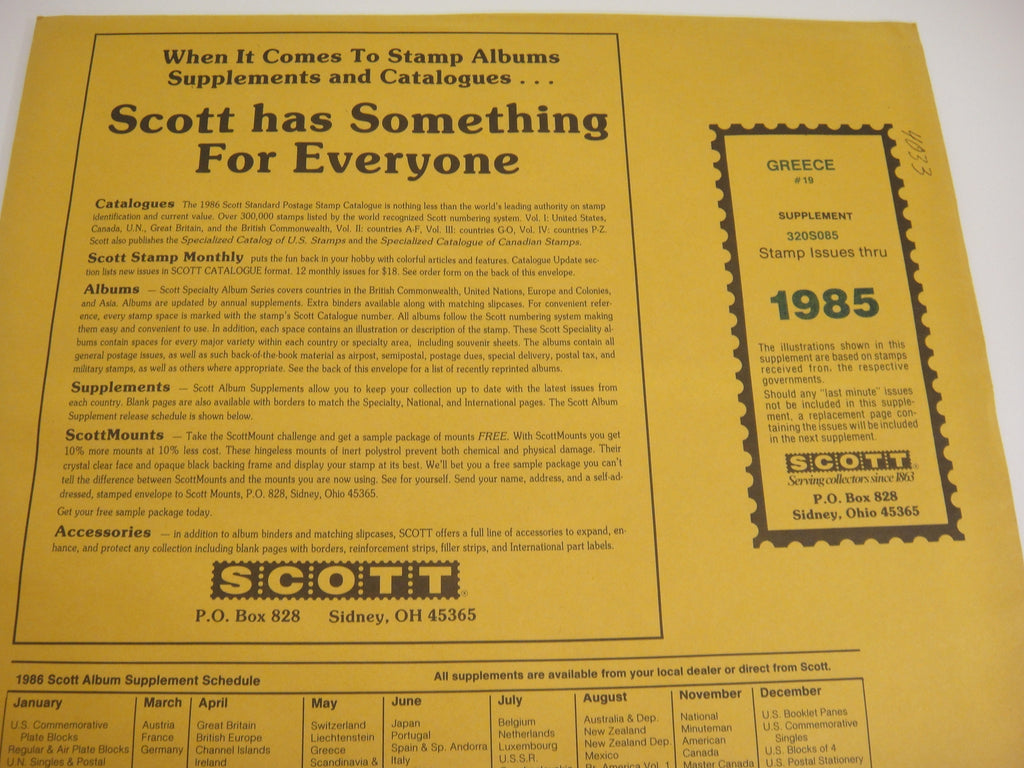 When It Comes To Stamp Albums
Supplements and Catalogues . . .
Scott has Something
For Everyone
Catalogues The 1986 Scott Standard Postage Stamp Catalogue is nothing less than the world's leading authority on stamp
identification and current value. Over 300,000 stamps listed by the world recognized Scott numbering system. Vol. I: United States,
Canada, U.N., Great Britain, and the British Commonwealth, Vol. II: countries A-F, Vol. III: countries G-O, Vol. IV: countries P-Z.
Scott also publishes the Specialized Catalog of U.S. Stamps and the Specialized Catalogue of Canadian Stamps.
Scott Stamp Monthly puts the fun back in your hobby with colorful articles and features. Catalogue Update sec-
tion lists new issues in SCOTT CATALOGUE format. 12 monthly issues for $18. See order form on the back of this envelope.
Albums — Scott Specialty Album Series covers countries in the British Commonwealth, United Nations, Europe and Colonies,
and Asia. Albums are updated by annual supplements. Extra binders available along with matching slipcases. For convenient refer-
ence, every stamp space is marked with the stamp's Scott Catalogue number. All albums follow the Scott numbering system making
them easy and convenient to use. In addition, each space contains an illustration or description of the stamp. These Scott Speciality al-
bums contain spaces for every major variety within each country or specialty area, including souvenir sheets. The albums contain all
general postage issues, as well as such back-of-the-book material as airpost, semipostal, postage dues, special delivery, postal tax, and
military stamps, as well as others where appropriate. See the back of this envelope for a list of recently reprinted albums.
Supplements — Scott Album Supplements allow you to keep your collection up to date with the latest issues from
each country. Blank pages are also available with borders to match the Specialty, National, and International pages. The Scott Album
Supplement release schedule is shown below.
ScottMounts — Take the ScottMount challenge and get a sample package of mounts FREE. With ScottMounts you get
10% more mounts at 10% less cost. These hingeless mounts of inert polystrol prevent both chemical and physical damage. Their
crystal clear face and opaque black backing frame and display your stamp at its best. We'll bet you a free sample package you can't
tell the difference between ScottMounts and the mounts you are now using. See for yourself. Send your name, address, and a self-ad-
dressed, stamped envelope to Scott Mounts, P.O. 828, Sidney, Ohio 45365.
Get your free sample package today.
Accessories — in addition to album binders and matching slipcases, SCOTT offers a full line of accessories to expand, en-
hance, and protect any collection including blank pages with borders, reinforcement strips, filler strips, and International part labels.
SCOTT®
P.O. Box 828 Sidney, OH 45365
4033
GREECE
#19
SUPPLEMENT
320S085
Stamp Issues thru
1985
The illustrations shown in this
supplement are based on stamps
received from, the respective
governments.
Should any "last minute" issues
not be included in this supple-
ment, a replacement page con-
taining the issues will be included
in the next supplement.
SCOTT®
Serving collectors since 1863
P.O. Box 828
Sidney, Ohio 45365
1986 Scott Album Supplement Schedule
All supplements are available from your local dealer or direct from Scott.
January
U.S. Commemorative
Plate Blocks
Regular & Air Plate Blocks
U.N. Singles & Postal
March
Austria
France
Germany
April
Great Britain
British Europe
Channel Islands
Ireland
May
Switzerland
Liechtenstein
Greece
Scandinavia &
June
Japan
Portugal
Spain & Sp. Andorra
Italy
July
Belgium
Netherlands
Luxembourg
U.S.S.R.
August
Australia & Dep.
New Zealand
New Zealand Dep.
Mexico
Br. America Vol. 1
November
National
Minuteman
American
Canada
Master Canada
December
U.S. Booklet Panes
U.S. Commemorative
Singles
U.S. Blocks of 4
U.S. Postal Stationery